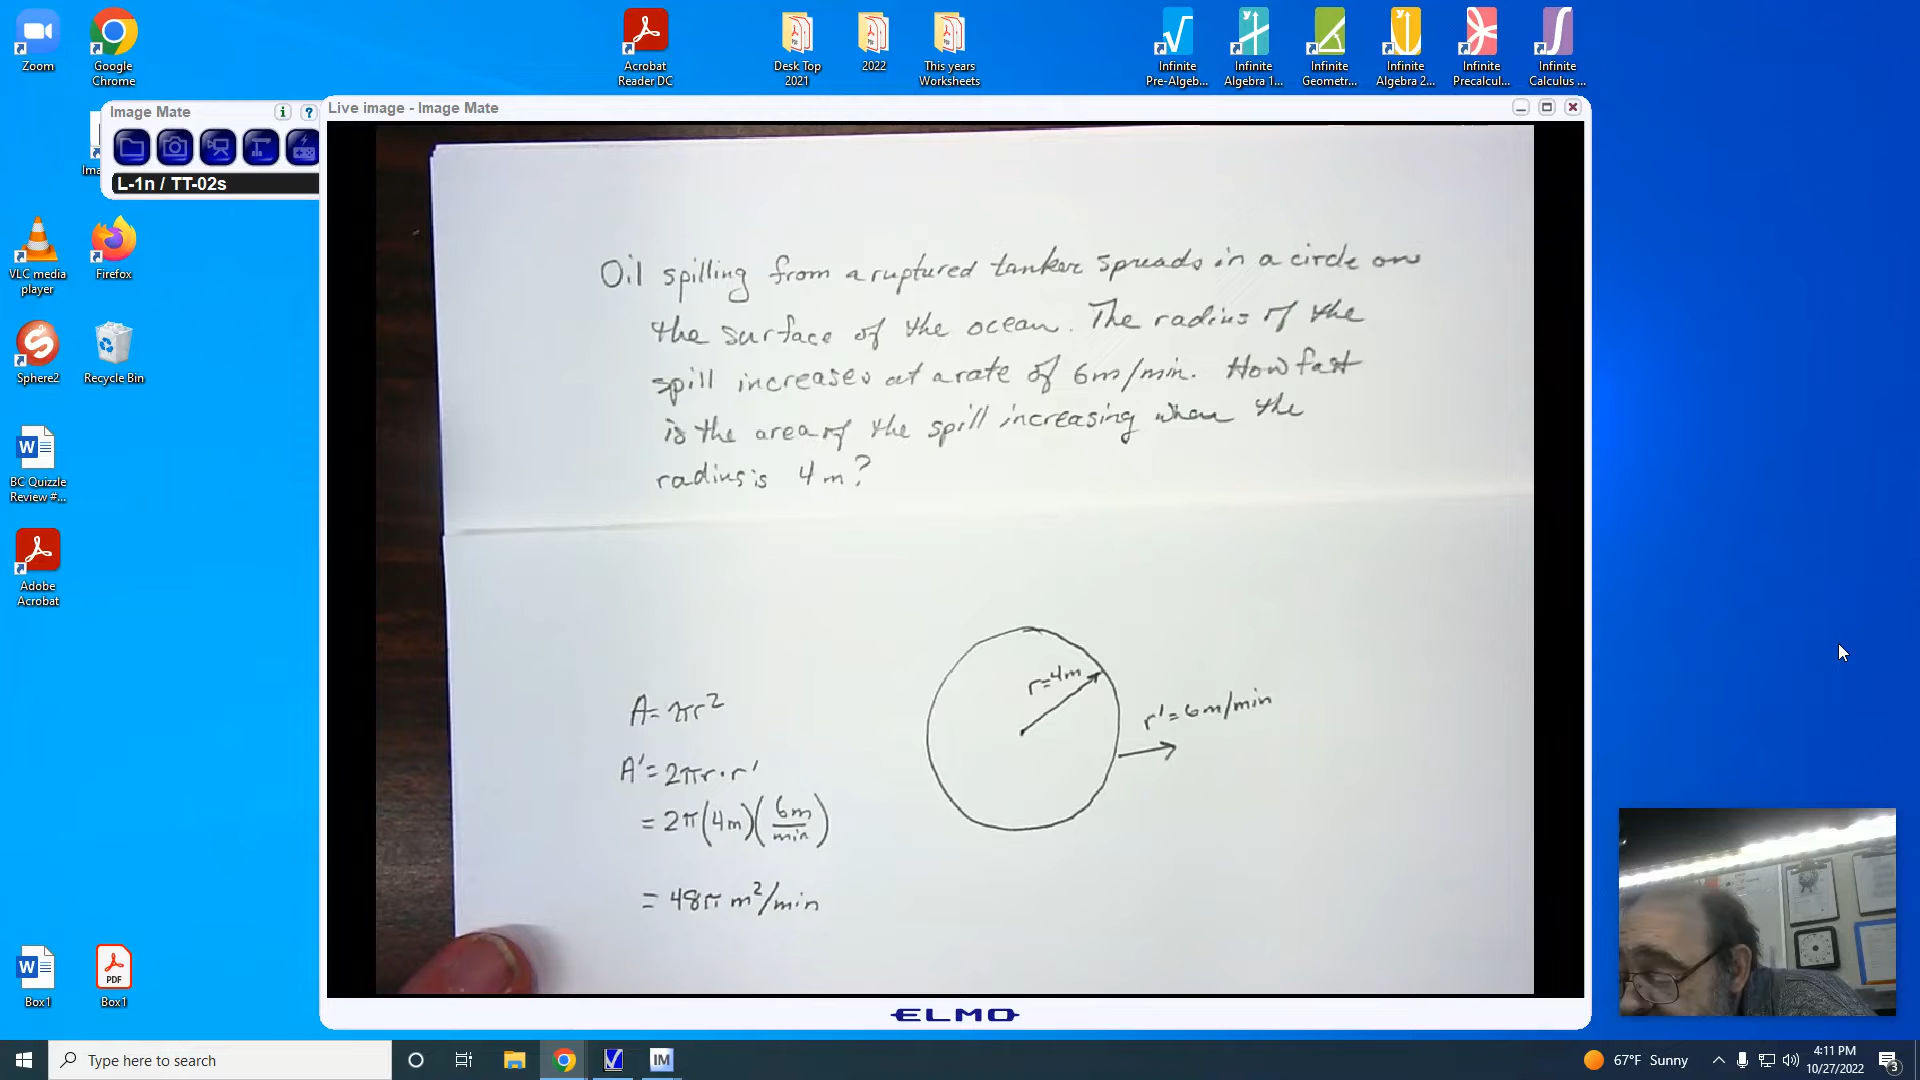 Zoom
Google Chrome
Acrobat Reader DC
Desk Top 2021
2022
This years Worksheets
Infinite Pre-Algeb...
Infinite Algebra 1...
Infinite Geometr...
Infinite Algebra 2...
Infinite Precalcul...
Infinite Calculus ...
Image Mate
L-1n / TT-02s
Live image - Image Mate
VLC media player
Firefox
Sphere2
Recycle Bin
BC Quizzle Review #...
Adobe Acrobat
Box1
PDF
Box1
Oil spilling from a ruptured tanker spreads in a circle on
the surface of the ocean. The radius of the
spill increases at a rate of 6m/min. How fast
is the area of the spill increasing when the
radius is 4m?
A=πr²
A'=2πr·r'
=2π(4m)(6m/min)
=48π m²/min
r=4m
r'=6m/min
ELMO
Type here to search
IM
67°F Sunny
4:11 PM
10/27/2022
3